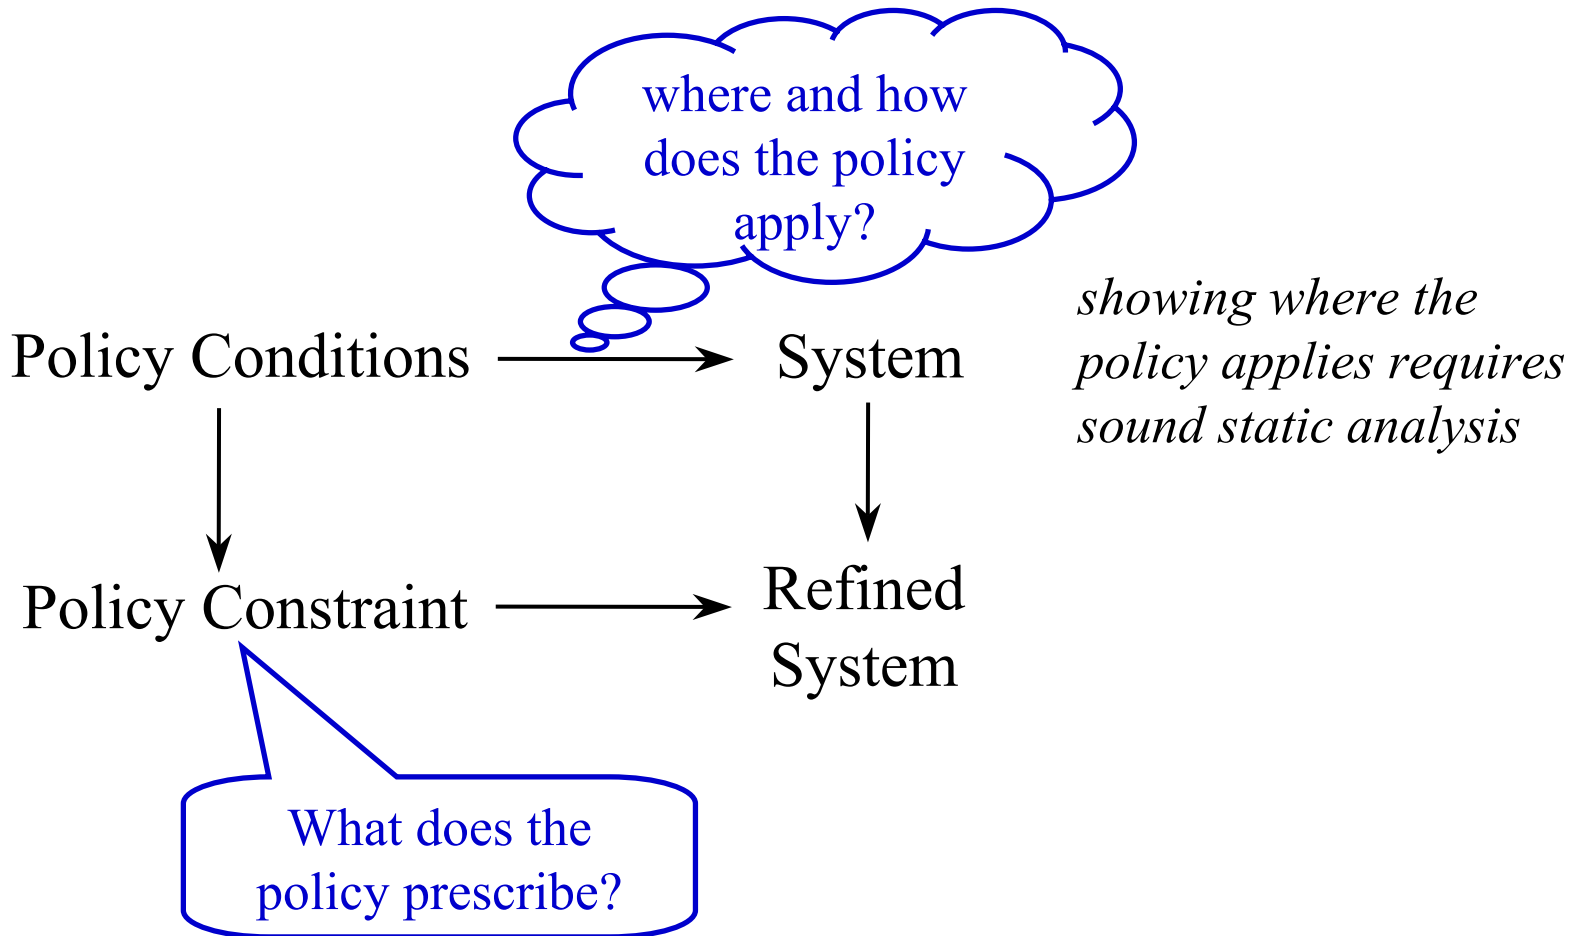 where and how
does the policy
apply?
showing where the
policy applies requires
sound static analysis
Policy Conditions
System
Policy Constraint
Refined
System
What does the
policy prescribe?